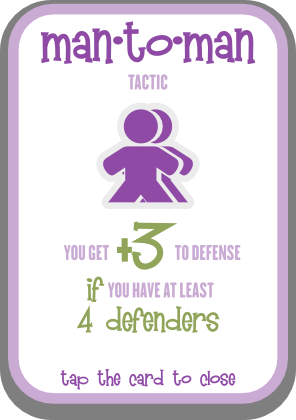 man•to•man
TACTIC
YOU GET +3 TO DEFENSE
if YOU HAVE AT LEAST
4 defenders
tap the card to close